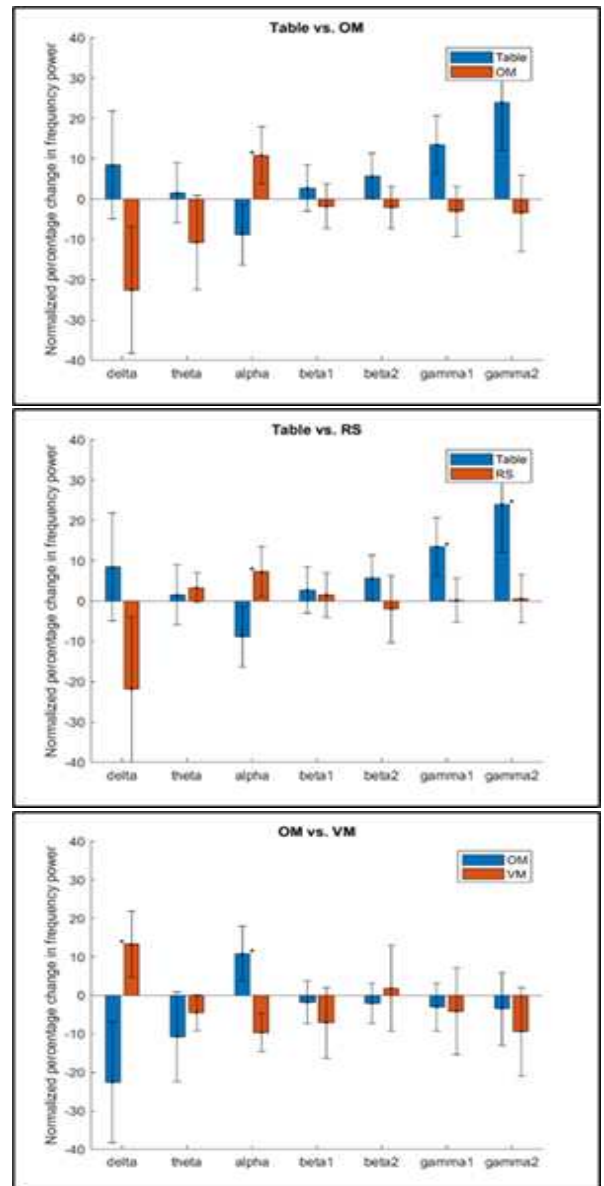 Table vs. OM
Normalized percentage change in frequency power
40
30
20
10
0
-10
-20
-30
-40
Table
OM
delta theta alpha beta1 beta2 gamma1 gamma2
Table vs. RS
Normalized percentage change in frequency power
40
30
20
10
0
-10
-20
-30
-40
Table
RS
delta theta alpha beta1 beta2 gamma1 gamma2
OM vs. VM
Normalized percentage change in frequency power
40
30
20
10
0
-10
-20
-30
-40
OM
VM
delta theta alpha beta1 beta2 gamma1 gamma2